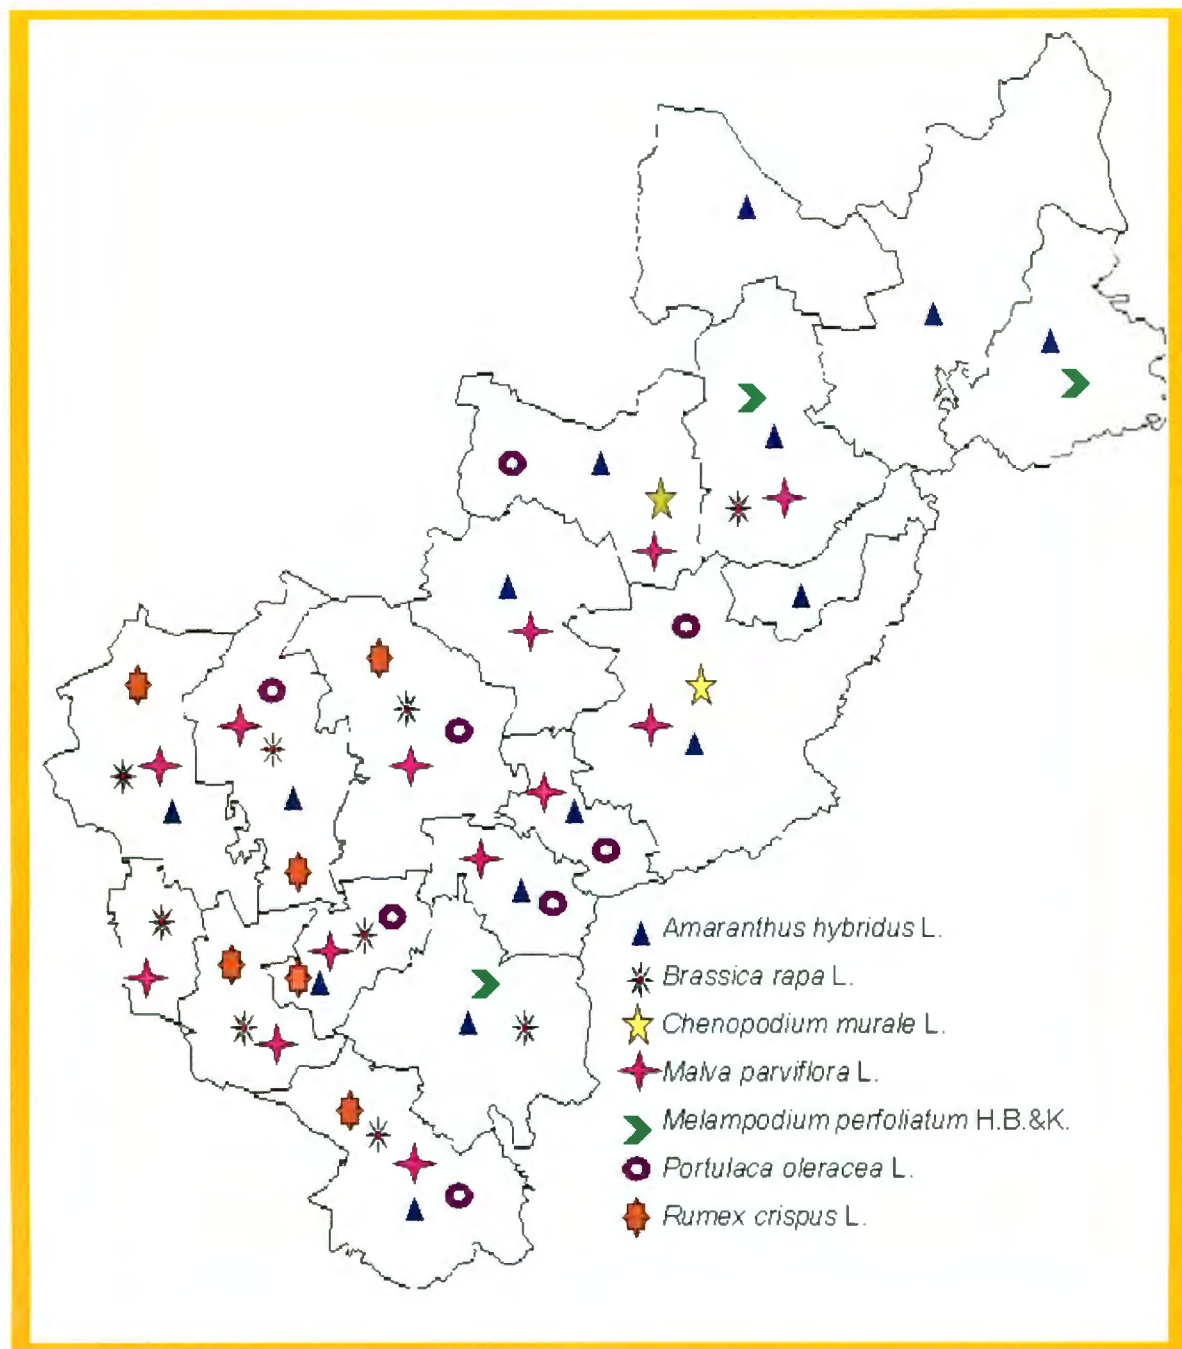 Amaranthus hybridus L.
Brassica rapa L.
Chenopodium murale L.
Malva parviflora L.
Melampodium perfoliatum H.B.&K.
Portulaca oleracea L.
Rumex crispus L.